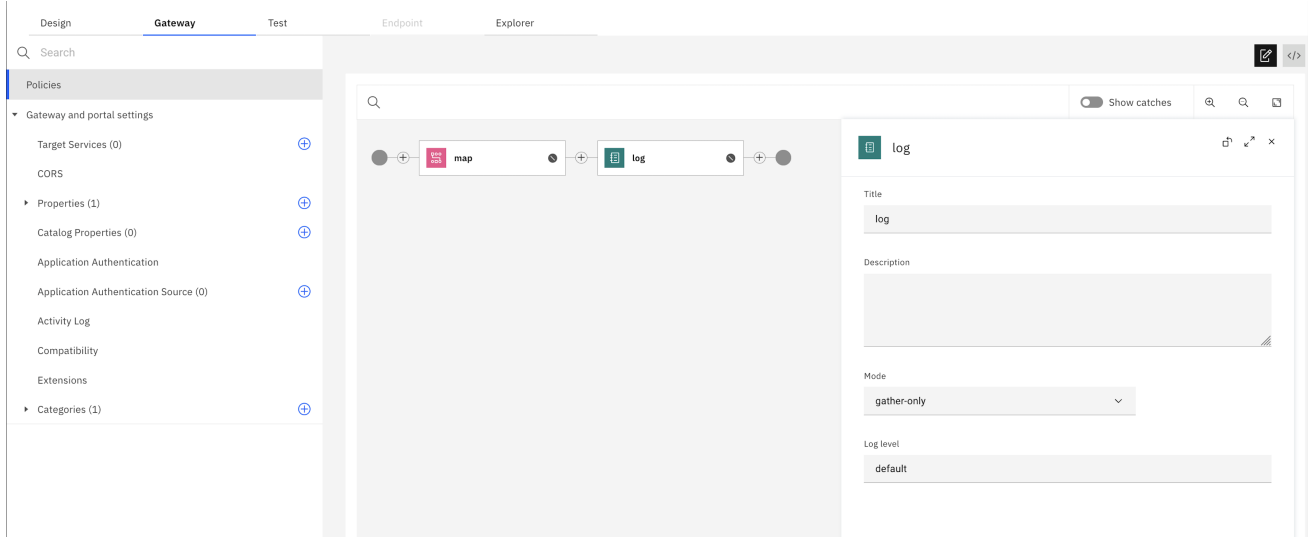 Design
Gateway
Test
Endpoint
Explorer
Search
Policies
Gateway and portal settings
Target Services (0)
CORS
Properties (1)
Catalog Properties (0)
Application Authentication
Application Authentication Source (0)
Activity Log
Compatibility
Extensions
Categories (1)
</>
Show catches
map
log
log
Title
log
Description
Mode
gather-only
Log level
default